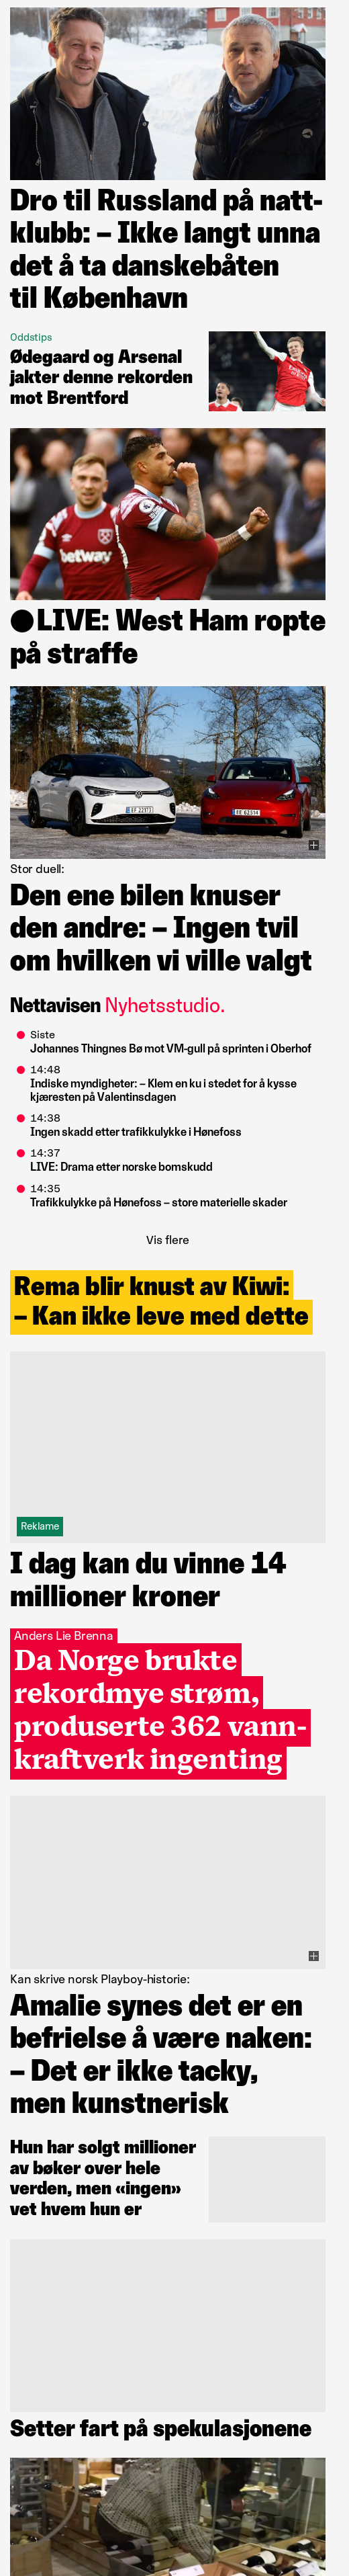 Dro til Russland på natt-
klubb: – Ikke langt unna
det å ta danskebåten
til København
Oddstips
Ødegaard og Arsenal
jakter denne rekorden
mot Brentford
betway
LIVE: West Ham ropte
på straffe
Stor duell:
Den ene bilen knuser
den andre: – Ingen tvil
om hvilken vi ville valgt
Nettavisen Nyhetsstudio.
Siste
Johannes Thingnes Bø mot VM-gull på sprinten i Oberhof
14:48
Indiske myndigheter: – Klem en ku i stedet for å kysse
kjæresten på Valentinsdagen
14:38
Ingen skadd etter trafikkulykke i Hønefoss
14:37
LIVE: Drama etter norske bomskudd
14:35
Trafikkulykke på Hønefoss – store materielle skader
Vis flere
Rema blir knust av Kiwi:
– Kan ikke leve med dette
Reklame
I dag kan du vinne 14
millioner kroner
Anders Lie Brenna
Da Norge brukte
rekordmye strøm,
produserte 362 vann-
kraftverk ingenting
Kan skrive norsk Playboy-historie:
Amalie synes det er en
befrielse å være naken:
– Det er ikke tacky,
men kunstnerisk
Hun har solgt millioner
av bøker over hele
verden, men «ingen»
vet hvem hun er
Setter fart på spekulasjonene